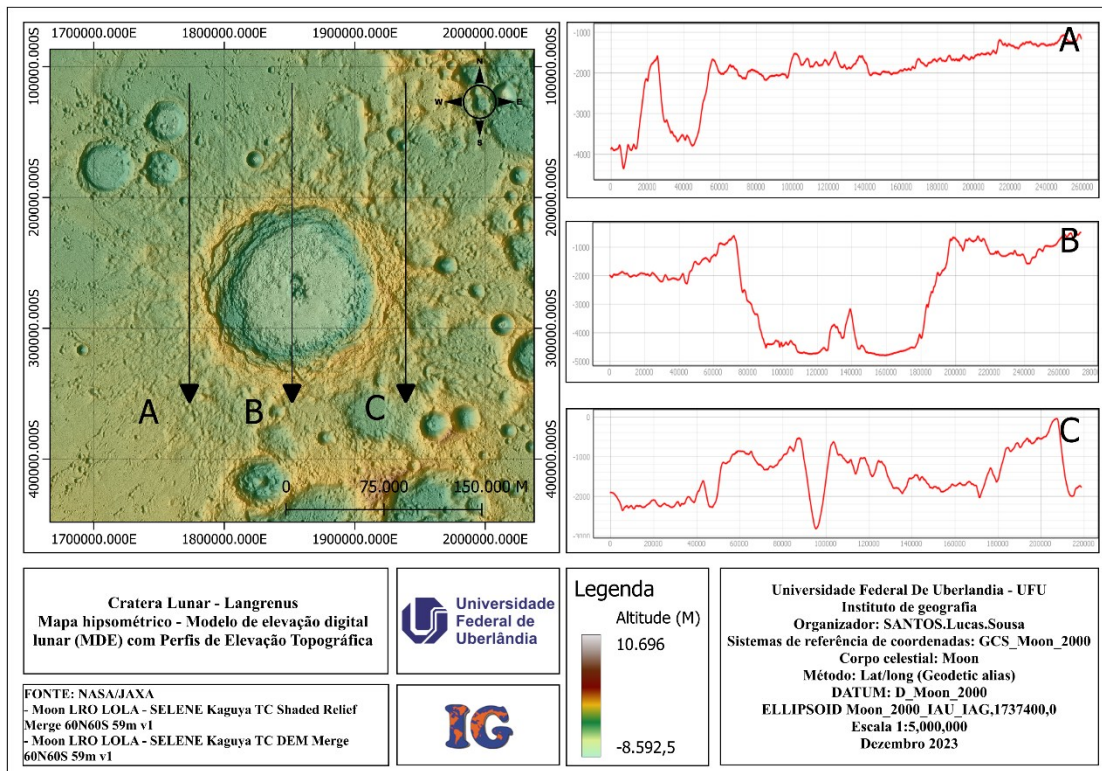 1700000.000E 1800000.000E 1900000.000E 2000000.000E
100000.000S 100000.000S
200000.000S 200000.000S
300000.000S 300000.000S
400000.000S 400000.000S
N
W E
S
A B C
0 75.000 150.000 M
1700000.000E 1800000.000E 1900000.000E 2000000.000E
A
-1000
-2000
-3000
-4000
0 20000 40000 60000 80000 100000 120000 140000 160000 180000 200000 220000 240000 260000
B
-1000
-2000
-3000
-4000
-5000
0 20000 40000 60000 80000 100000 120000 140000 160000 180000 200000 220000 240000
C
0
-1000
-2000
-3000
0 20000 40000 60000 80000 100000 120000 140000 160000 180000 200000
Cratera Lunar - Langrenus
Mapa hipsométrico - Modelo de elevação digital
lunar (MDE) com Perfis de Elevação Topográfica
FONTE: NASA/JAXA
- Moon LRO LOLA - SELENE Kaguya TC Shaded Relief
Merge 60N60S 59m v1
- Moon LRO LOLA - SELENE Kaguya TC DEM Merge
60N60S 59m v1
Universidade
Federal de
Uberlândia
IG
Legenda
Altitude (M)
10.696
-8.592,5
Universidade Federal De Uberlandia - UFU
Instituto de geografia
Organizador: SANTOS.Lucas.Sousa
Sistemas de referência de coordenadas: GCS_Moon_2000
Corpo celestial: Moon
Método: Lat/long (Geodetic alias)
DATUM: D_Moon_2000
ELLIPSOID Moon_2000_IAU_IAG,1737400,0
Escala 1:5,000,000
Dezembro 2023